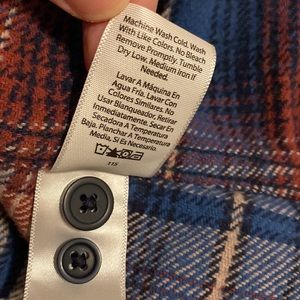 Machine Wash Cold. Wash
With Like Colors. No Bleach
Remove Promptly. Tumble
Dry Low. Medium Iron If
Needed.
Lavar A Máquina En
Agua Fría. Lavar Con
Colores Similares. No
Usar Blanqueador. Retirar
Inmediatamente. Secar En
Secadora A Temperatura
Baja. Planchar A Temperatura
Media, Si Es Necesario.
115